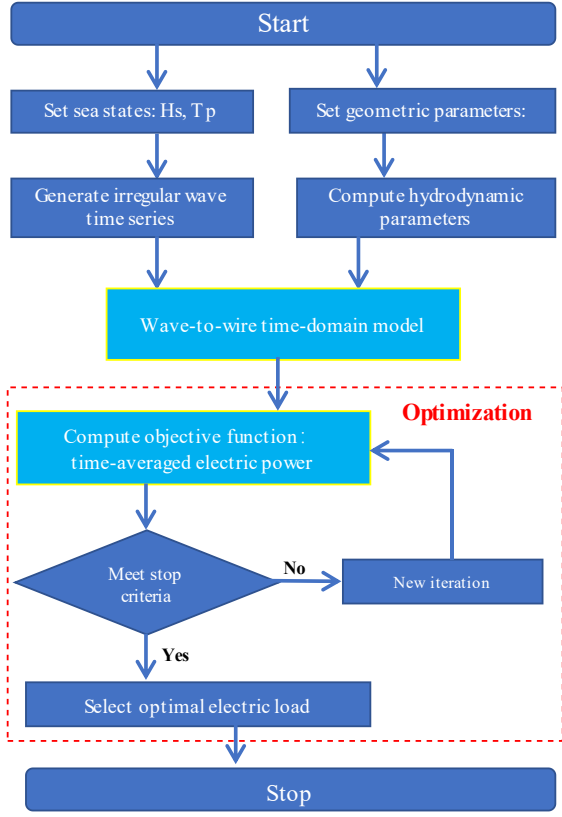 Start
Set sea states: Hs, Tp
Set geometric parameters:
Generate irregular wave
time series
Compute hydrodynamic
parameters
Wave-to-wire time-domain model
Optimization
Compute objective function:
time-averaged electric power
Meet stop
criteria
No
New iteration
Yes
Select optimal electric load
Stop